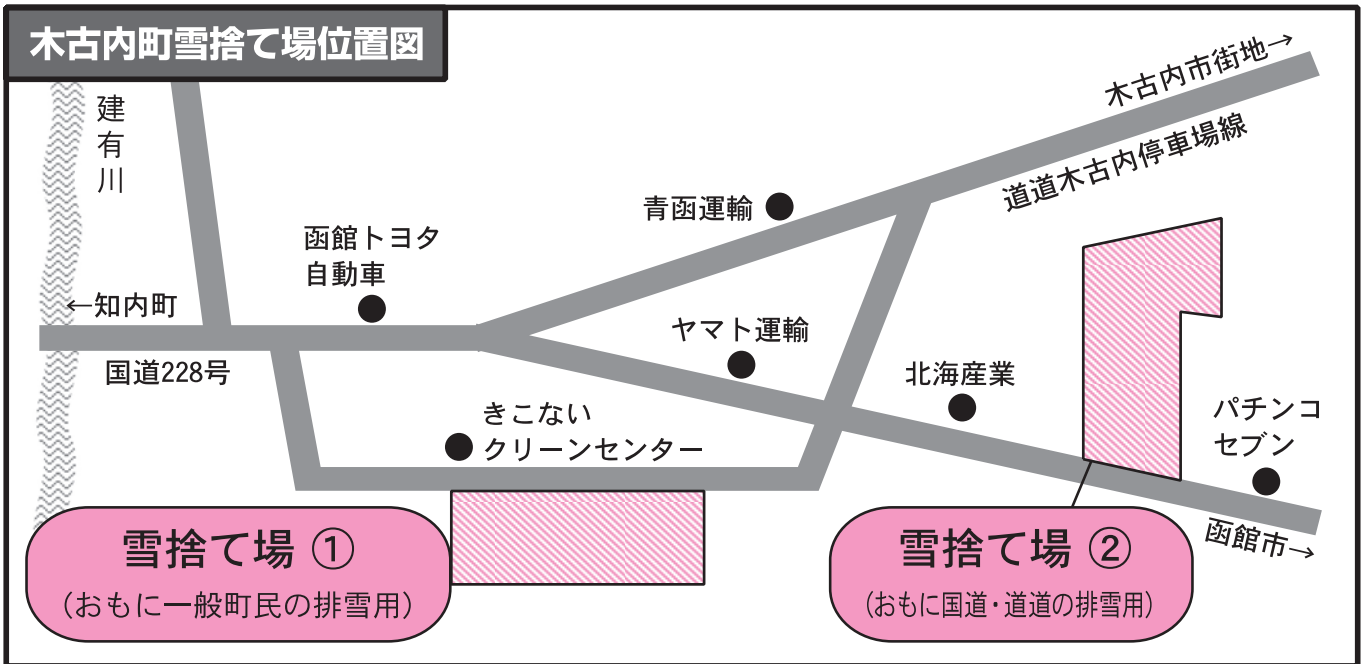 木古内町雪捨て場位置図
建有川
木古内市街地→
道道木古内停車場線
青函運輸
函館トヨタ
自動車
←知内町
国道228号
ヤマト運輸
北海産業
きこない
クリーンセンター
パチンコ
セブン
函館市→
雪捨て場 ①
(おもに一般町民の排雪用)
雪捨て場 ②
(おもに国道・道道の排雪用)